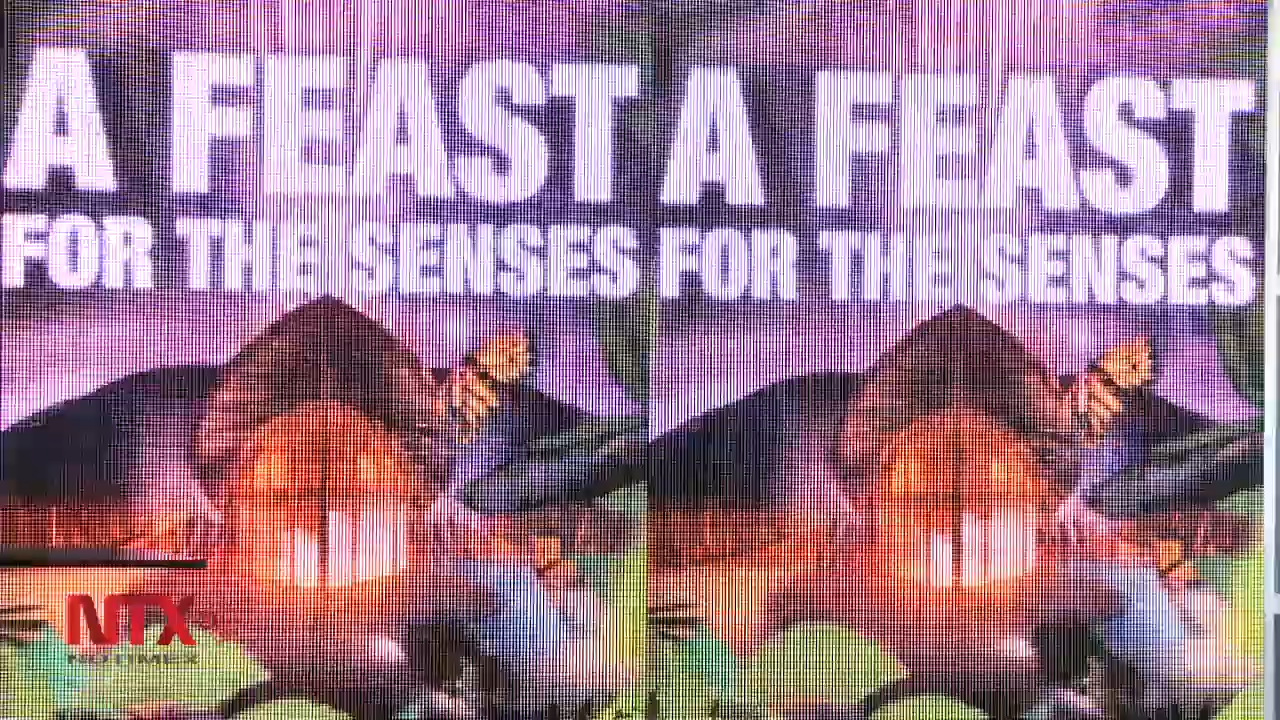 A FEAST A FEAST
FOR THE SENSES FOR THE SENSES
NTX
NOTIMEX